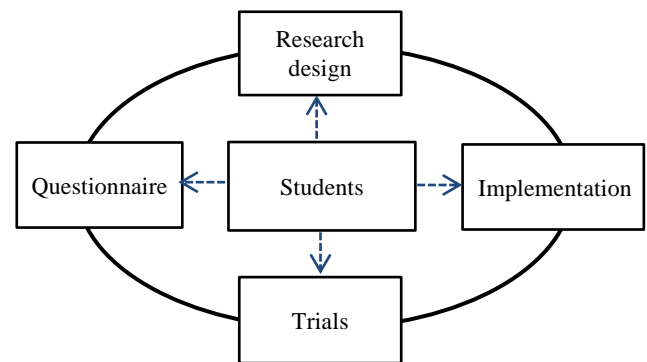 Research
design
Questionnaire
Students
Implementation
Trials